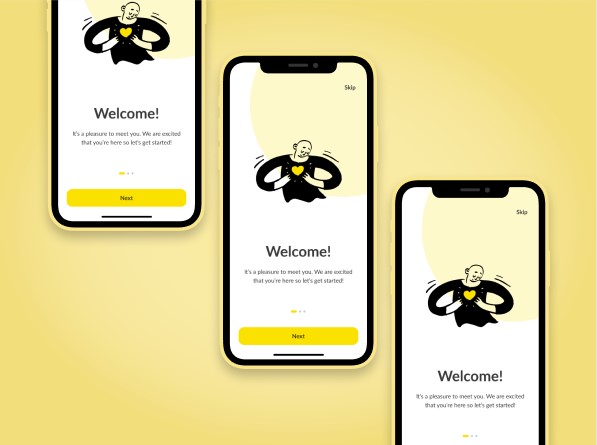 Welcome!
It's a pleasure to meet you. We are excited
that you're here so let's get started!
Next
Skip
Welcome!
It's a pleasure to meet you. We are excited
that you're here so let's get started!
Next
Skip
Welcome!
It's a pleasure to meet you. We are excited
that you're here so let's get started!